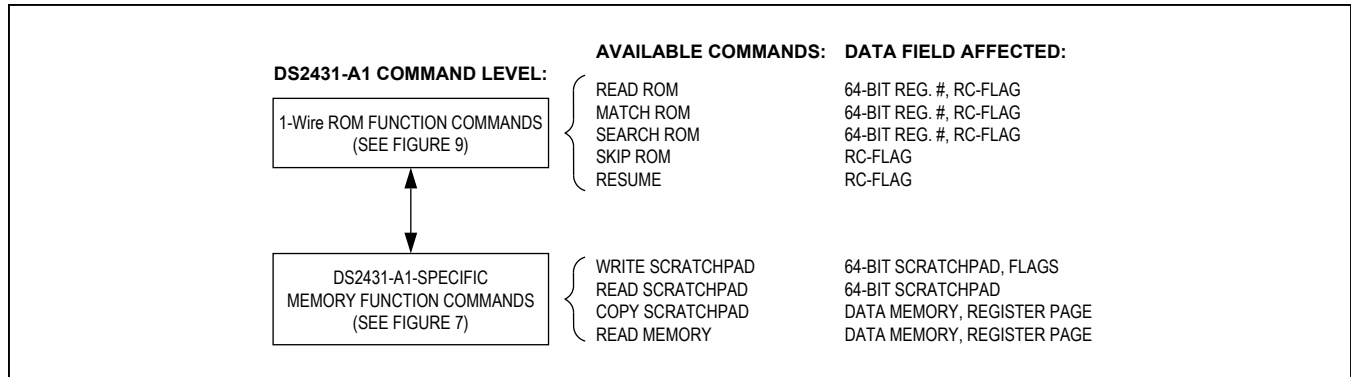 AVAILABLE COMMANDS: DATA FIELD AFFECTED:
DS2431-A1 COMMAND LEVEL:
1-Wire ROM FUNCTION COMMANDS
(SEE FIGURE 9)
READ ROM 64-BIT REG. #, RC-FLAG
MATCH ROM 64-BIT REG. #, RC-FLAG
SEARCH ROM 64-BIT REG. #, RC-FLAG
SKIP ROM RC-FLAG
RESUME RC-FLAG
DS2431-A1-SPECIFIC
MEMORY FUNCTION COMMANDS
(SEE FIGURE 7)
WRITE SCRATCHPAD 64-BIT SCRATCHPAD, FLAGS
READ SCRATCHPAD 64-BIT SCRATCHPAD
COPY SCRATCHPAD DATA MEMORY, REGISTER PAGE
READ MEMORY DATA MEMORY, REGISTER PAGE